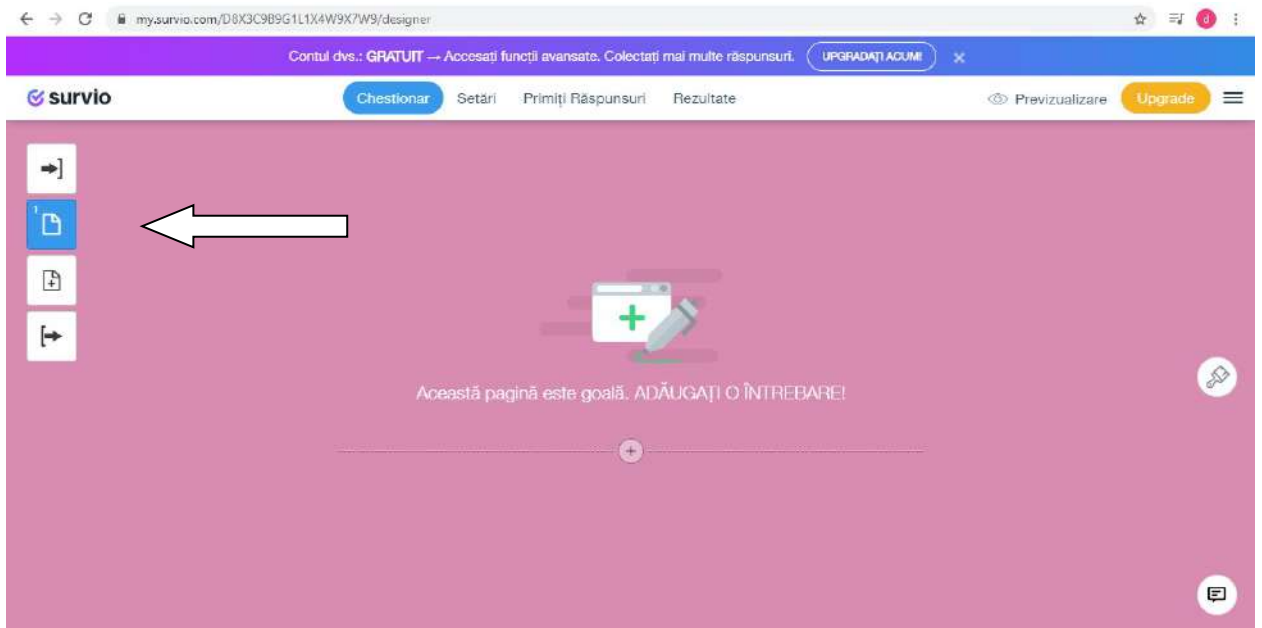 my.survio.com/D8X3C9B9G1L1X4W9X7W9/designer
d
Contul dvs.: GRATUIT → Accesați funcții avansate. Colectați mai multe răspunsuri. UPGRADAȚI ACUM!
survio Chestionar Setări Primiți Răspunsuri Rezultate Previzualizare Upgrade
1
Această pagină este goală. ADĂUGAȚI O ÎNTREBARE!